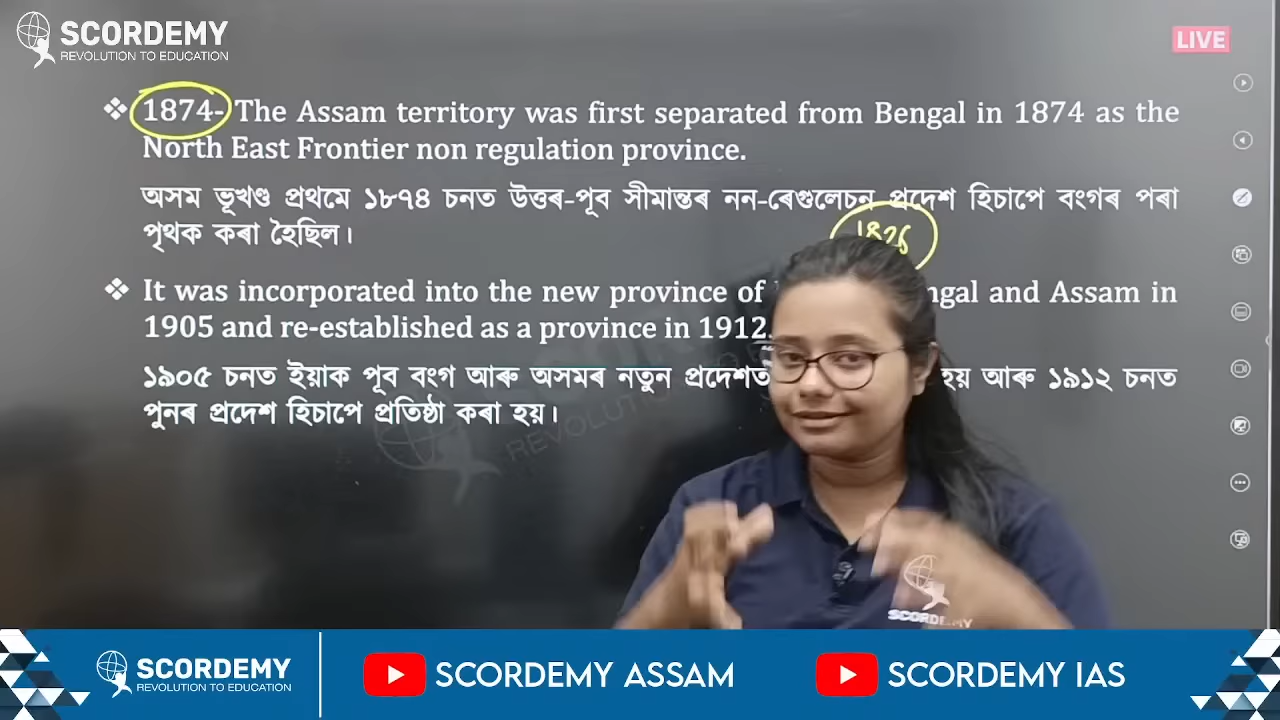 SCORDEMY
REVOLUTION TO EDUCATION
LIVE
❖ 1874- The Assam territory was first separated from Bengal in 1874 as the
North East Frontier non regulation province.
অসম ভূখণ্ড প্ৰথমে ১৮৭৪ চনত উত্তৰ-পূব সীমান্তৰ নন-ৰেগুলেচন প্ৰদেশ হিচাপে বংগৰ পৰা
পৃথক কৰা হৈছিল।
1826
❖ It was incorporated into the new province of and Assam in
1905 and re-established as a province in 1912.
১৯০৫ চনত ইয়াক পূব বংগ আৰু অসমৰ নতুন প্ৰদেশত হয় আৰু ১৯১২ চনত
পুনৰ প্ৰদেশ হিচাপে প্ৰতিষ্ঠা কৰা হয়।
SCORDEMY
SCORDEMY
REVOLUTION TO EDUCATION
SCORDEMY ASSAM
SCORDEMY IAS